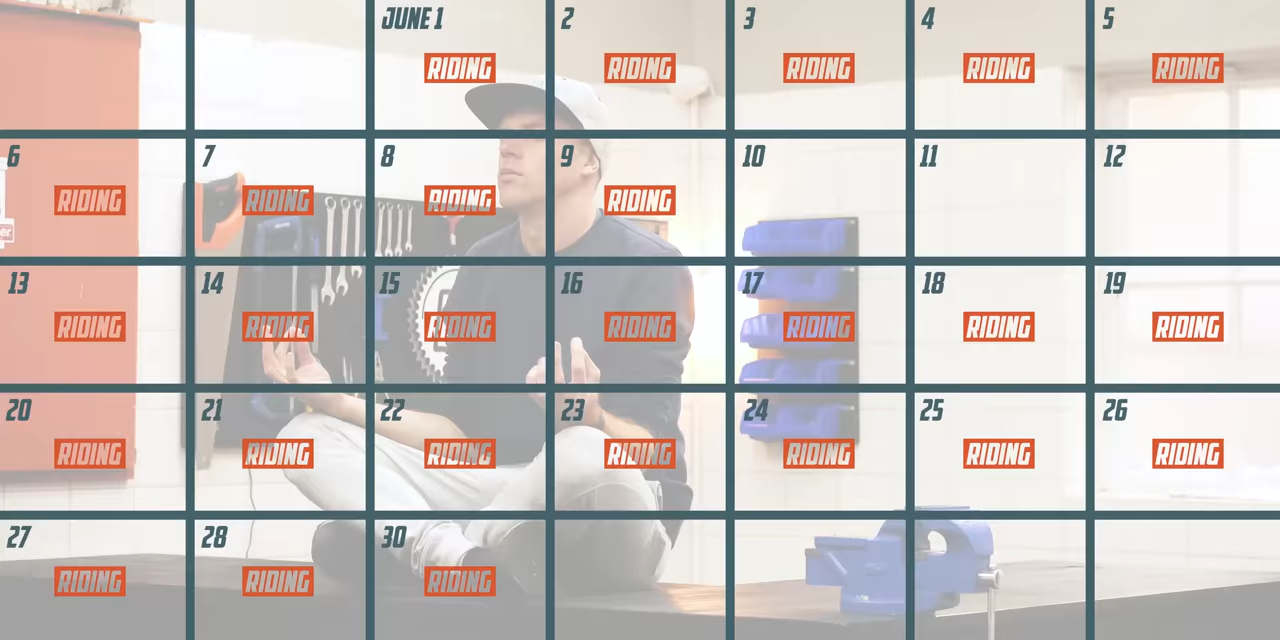 JUNE 1 2 3 4 5
RIDING RIDING RIDING RIDING RIDING
6 7 8 9 10 11 12
RIDING RIDING RIDING RIDING
er
13 14 15 16 17 18 19
RIDING RIDING RIDING RIDING RIDING RIDING RIDING
20 21 22 23 24 25 26
RIDING RIDING RIDING RIDING RIDING RIDING RIDING
27 28 30
RIDING RIDING RIDING